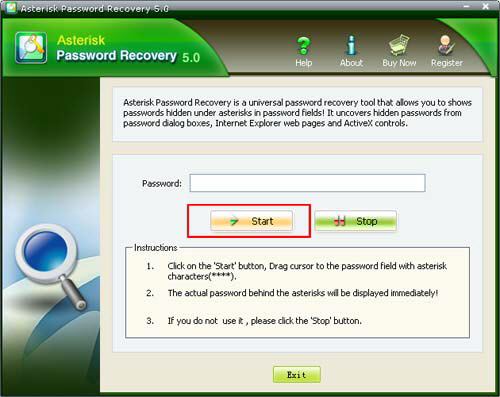 Asterisk Password Recovery 5.0
Asterisk
Password Recovery 5.0
Help
About
Buy Now
Register
Asterisk Password Recovery is a universal password recovery tool that allows you to shows
passwords hidden under asterisks in password fields! It uncovers hidden passwords from
password dialog boxes, Internet Explorer web pages and ActiveX controls.
Password:
Start
Stop
Instructions
1. Click on the 'Start' button, Drag cursor to the password field with asterisk
characters(****).
2. The actual password behind the asterisks will be displayed immediately!
3. If you do not use it , please click the 'Stop' button.
Exit